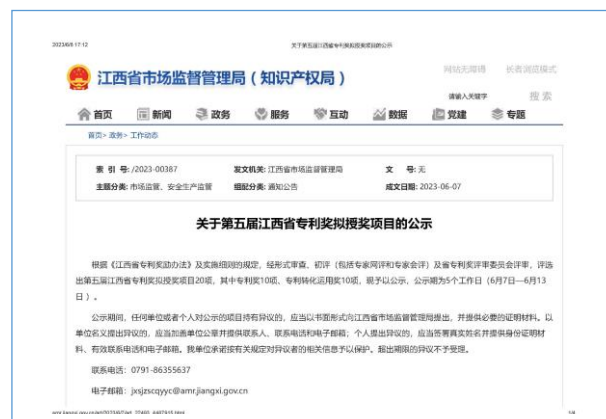 2023/6/8 17:12
关于第五届江西省专利奖拟授奖项目的公示
网站无障碍 长者浏览模式
江西省市场监督管理局（知识产权局）
请输入关键字 搜索
首页 新闻 政务 服务 互动 数据 党建 专题
首页> 政务> 工作动态
索 引 号: /2023-00387 发文机关: 江西省市场监督管理局 文 号: 无
主题分类: 市场监管、安全生产监管 组配分类: 通知公告 成文日期: 2023-06-07
关于第五届江西省专利奖拟授奖项目的公示
根据《江西省专利奖励办法》及实施细则的规定，经形式审查、初评（包括专家网评和专家会评）及省专利奖评审委员会评审，评选
出第五届江西省专利奖拟授奖项目20项，其中专利奖10项、专利转化运用奖10项，现予以公示，公示期为5个工作日（6月7日—6月13
日）。
公示期间，任何单位或者个人对公示的项目持有异议的，应当以书面形式向江西省市场监督管理局提出，并提供必要的证明材料。以
单位名义提出异议的，应当加盖单位公章并提供联系人、联系电话和电子邮箱；个人提出异议的，应当签署真实姓名并提供身份证明材
料、有效联系电话和电子邮箱。我单位承诺按有关规定对异议者的相关信息予以保护。超出期限的异议不予受理。
联系电话：0791-86355637
电子邮箱：jxsjzscqyyc@amr.jiangxi.gov.cn
1/4